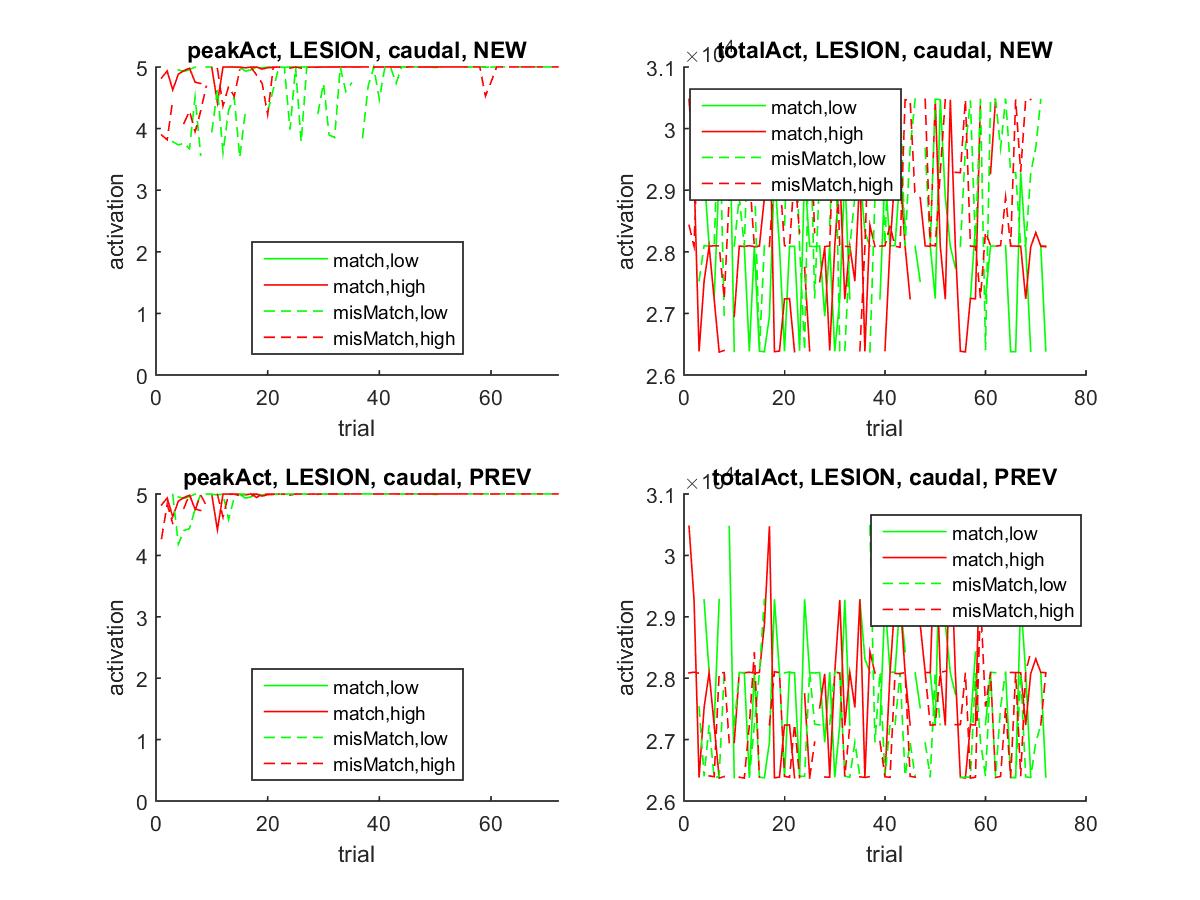 peakAct, LESION, caudal, NEW
5
4
3
2
1
0
activation
match,low
match,high
misMatch,low
misMatch,high
0 20 40 60
trial
×10⁴
totalAct, LESION, caudal, NEW
3.1
3
2.9
2.8
2.7
2.6
activation
match,low
match,high
misMatch,low
misMatch,high
0 20 40 60 80
trial
peakAct, LESION, caudal, PREV
5
4
3
2
1
0
activation
match,low
match,high
misMatch,low
misMatch,high
0 20 40 60
trial
×10⁴
totalAct, LESION, caudal, PREV
3.1
3
2.9
2.8
2.7
2.6
activation
match,low
match,high
misMatch,low
misMatch,high
0 20 40 60 80
trial